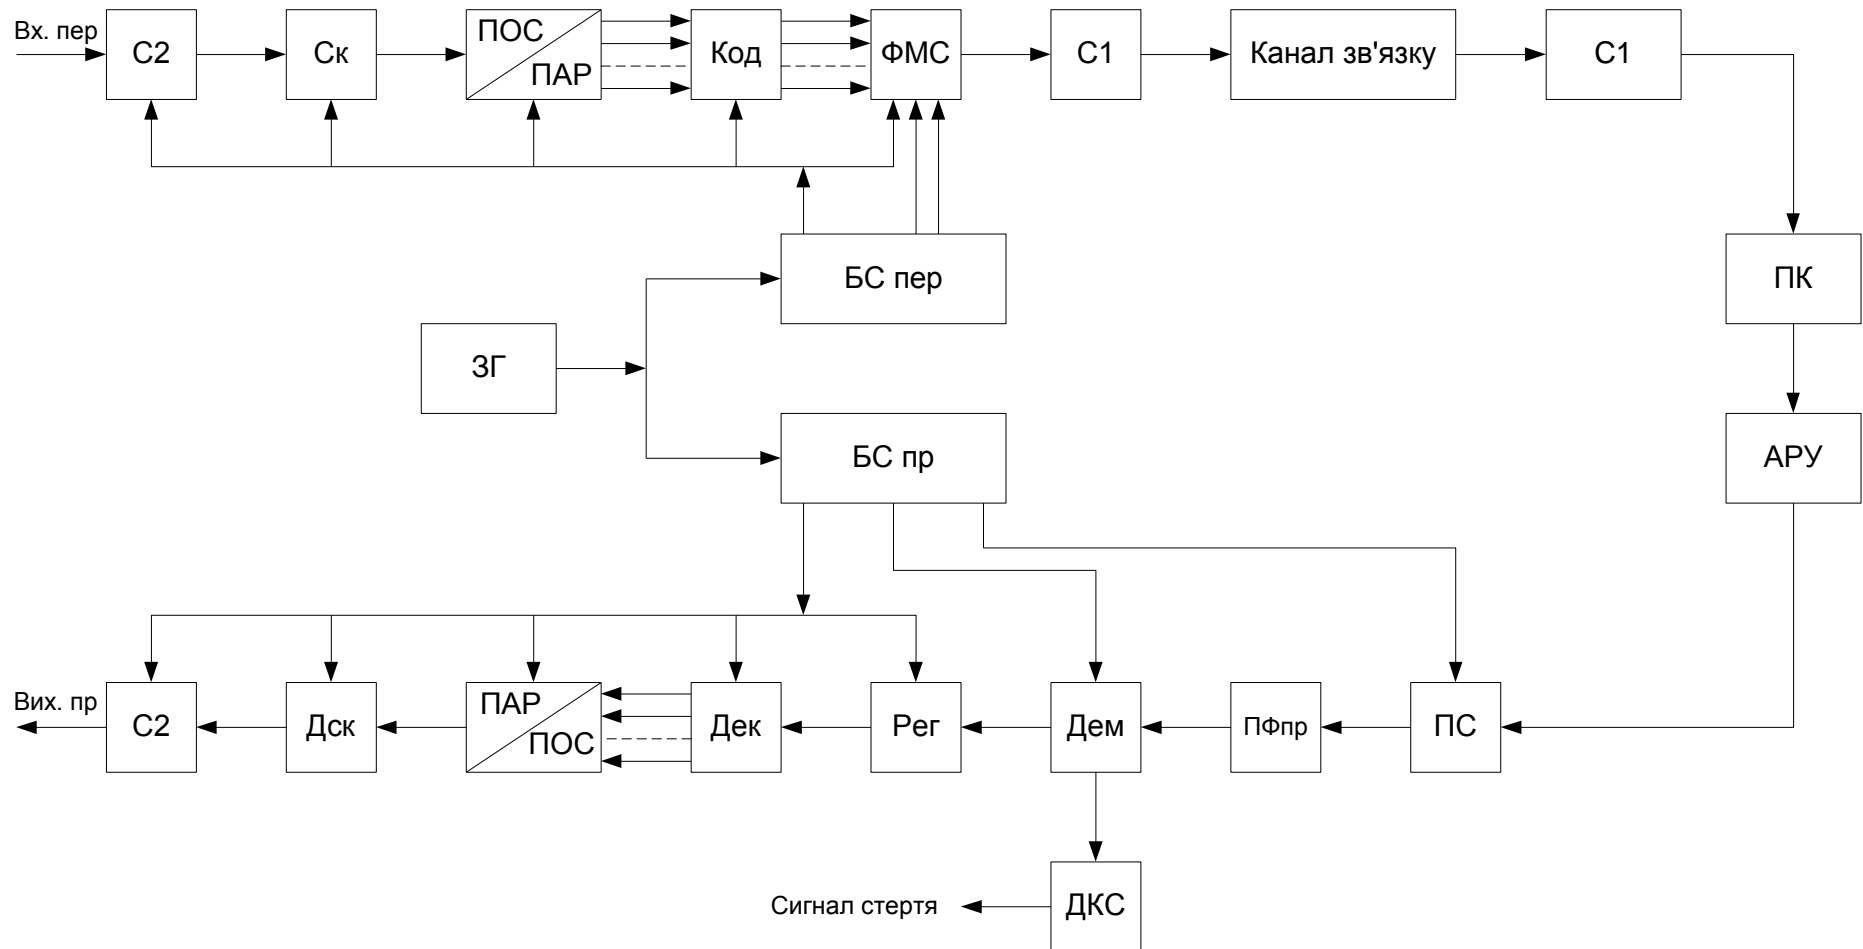 Вх. пер
С2
Ск
ПОС
ПАР
Код
ФМС
С1
Канал зв'язку
С1
БС пер
ПК
ЗГ
БС пр
АРУ
Вих. пр
С2
Дск
ПАР
ПОС
Дек
Рег
Дем
ПФпр
ПС
Сигнал стертя
ДКС